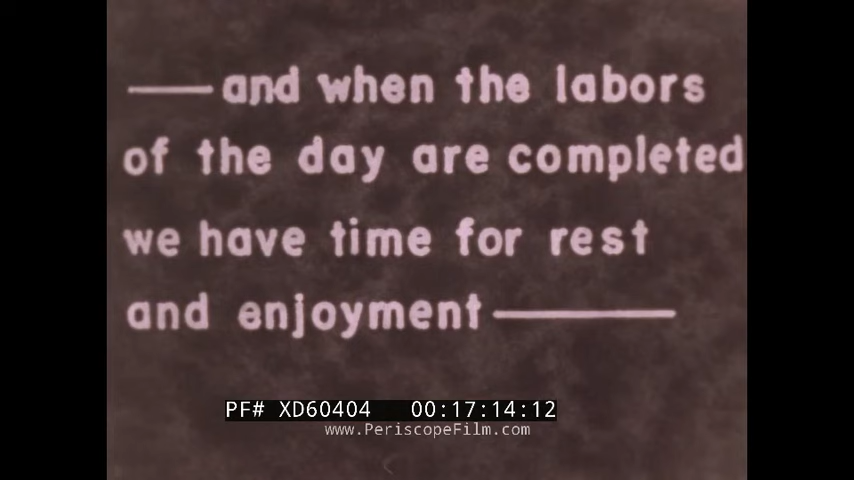 —and when the labors
of the day are completed
we have time for rest
and enjoyment—
PF# XD60404 00:17:14:12
www.PeriscopeFilm.com